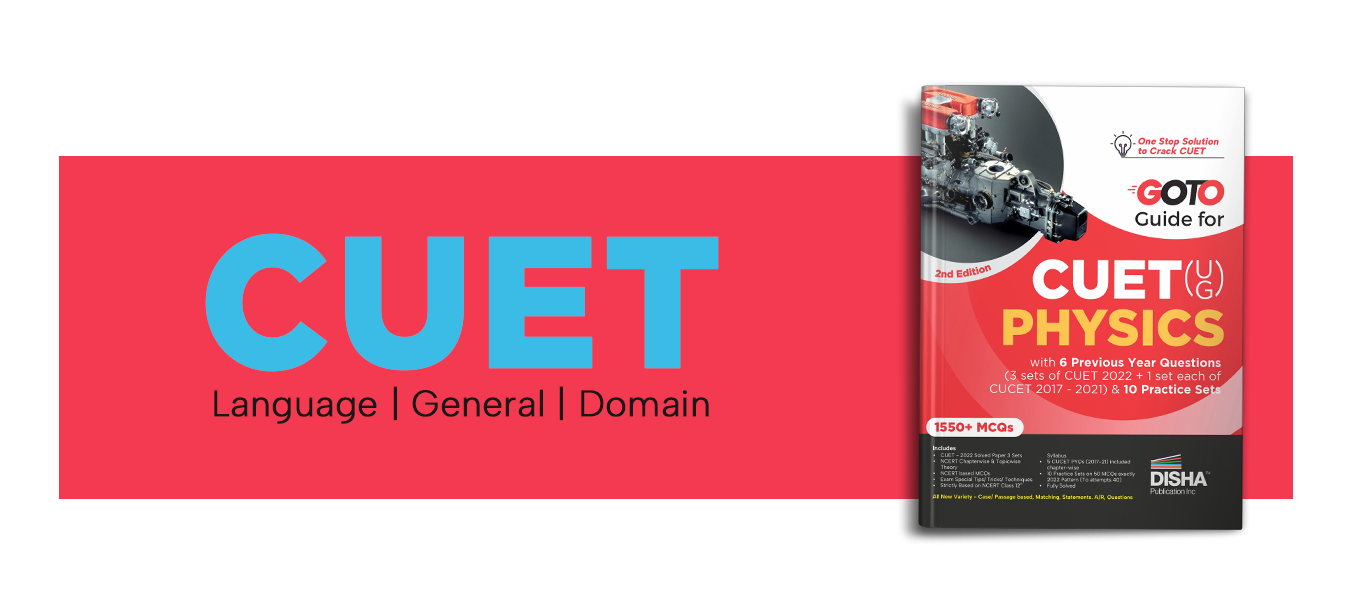 CUET
Language | General | Domain
One Stop Solution
to Crack CUET
GOTO
Guide for
2nd Edition
CUET(UG)
PHYSICS
with 6 Previous Year Questions
(3 sets of CUET 2022 + 1 set each of
CUCET 2017 - 2021) & 10 Practice Sets
1550+ MCQs
Includes
• CUET - 2022 Solved Paper 3 Sets
• NCERT Chapterwise & Topicwise
Theory
• NCERT based MCQs
• Exam Special Tips/ Tricks/ Techniques
• Strictly Based on NCERT Class 12th
Syllabus
• 5 CUCET PYQs (2017-21) included
chapter-wise
• 10 Practice Sets on 50 MCQs exactly
2022 Pattern (To attempts 40)
• Fully Solved
All New Variety - Case/ Passage based, Matching, Statements, A/R, Questions
DISHA™
Publication Inc